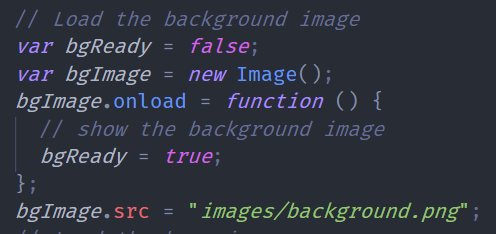 // Load the background image
var bgReady = false;
var bgImage = new Image();
bgImage.onload = function () {
  // show the background image
  bgReady = true;
};
bgImage.src = "images/background.png";